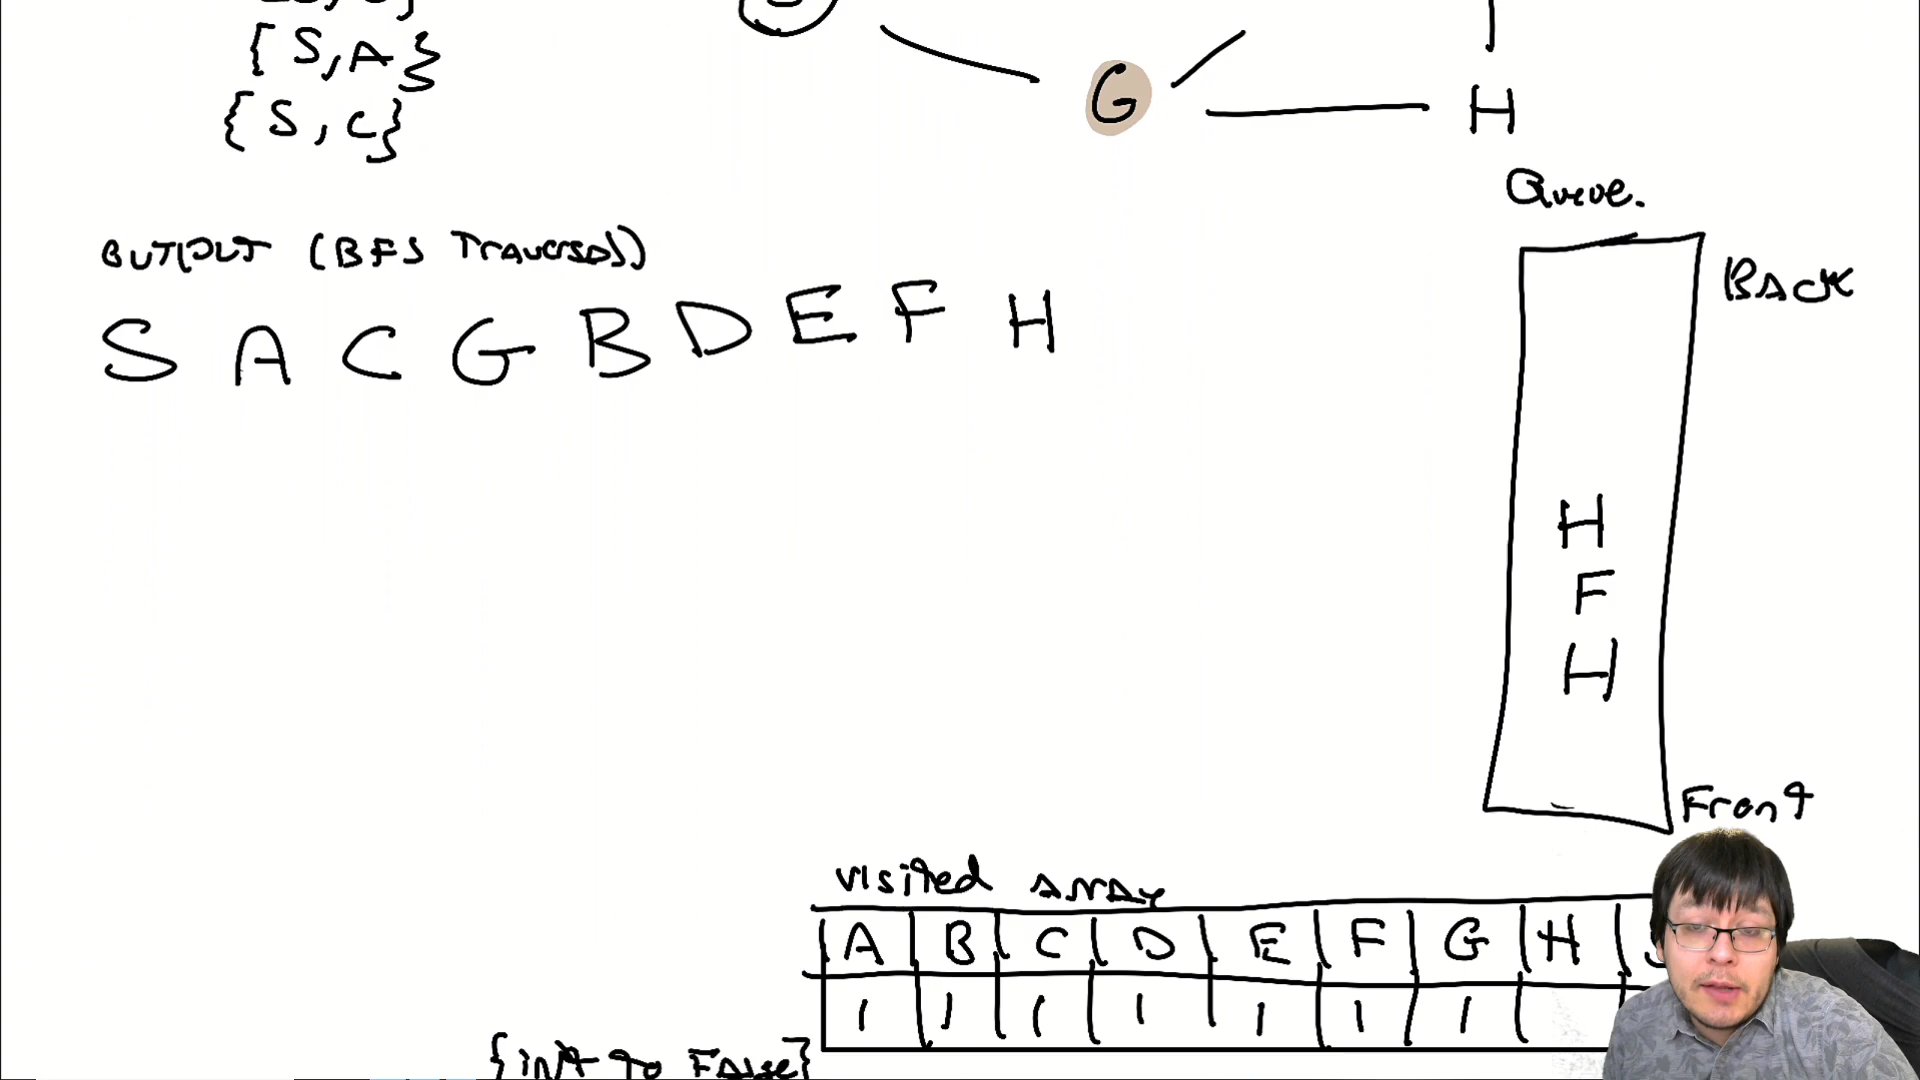 {S,A}
{S,C}
G
H
Queue.
OUTPUT (BFS Traversal)
Back
S A C G B D E F H
H
F
H
Front
visited array
A B C D E F G H
1 1 1 1 1 1 1
{init to False}